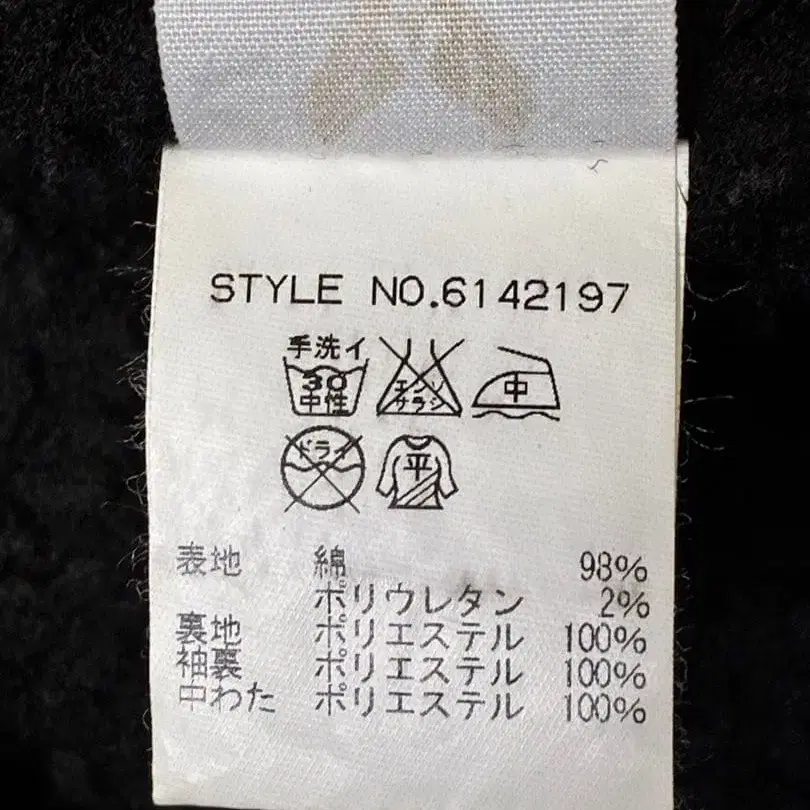 STYLE NO.6142197
手洗イ
30
中性
エンソ
サラシ
中
ドライ
平
表地 綿 98%
ポリウレタン 2%
裏地 ポリエステル 100%
袖裏 ポリエステル 100%
中わた ポリエステル 100%